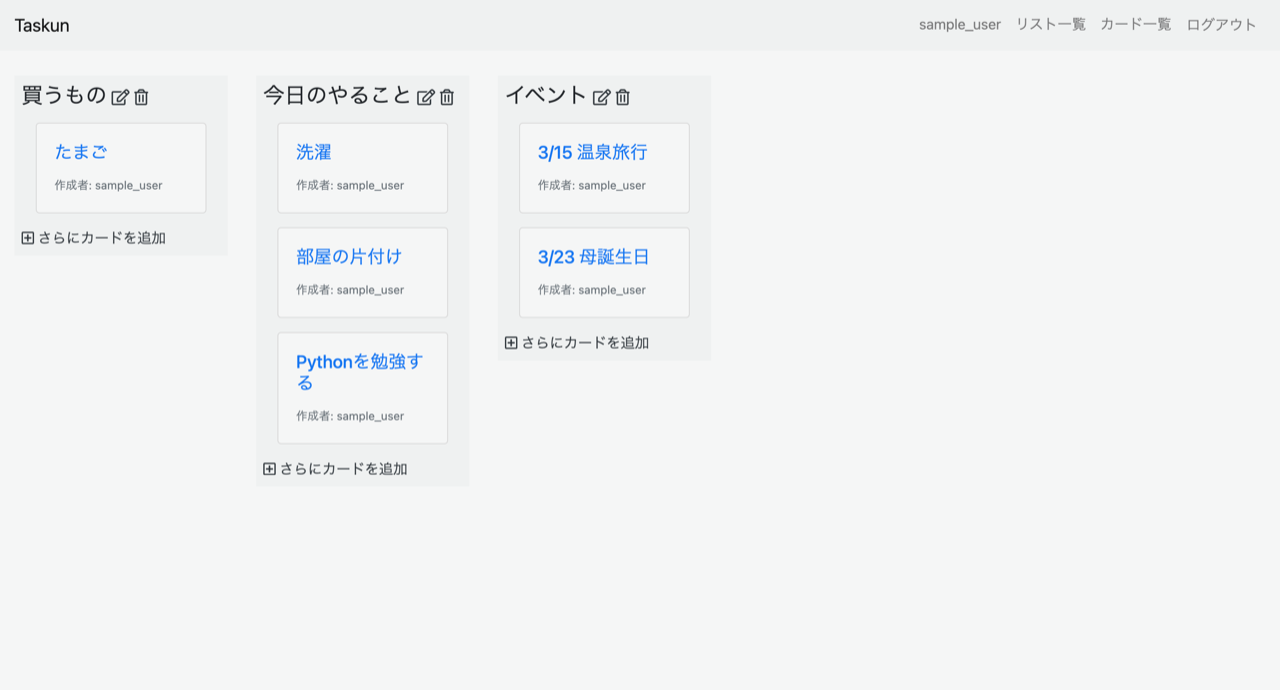 Taskun
sample_user リスト一覧 カード一覧 ログアウト
買うもの
たまご
作成者: sample_user
さらにカードを追加
今日のやること
洗濯
作成者: sample_user
部屋の片付け
作成者: sample_user
Pythonを勉強す
る
作成者: sample_user
さらにカードを追加
イベント
3/15 温泉旅行
作成者: sample_user
3/23 母誕生日
作成者: sample_user
さらにカードを追加